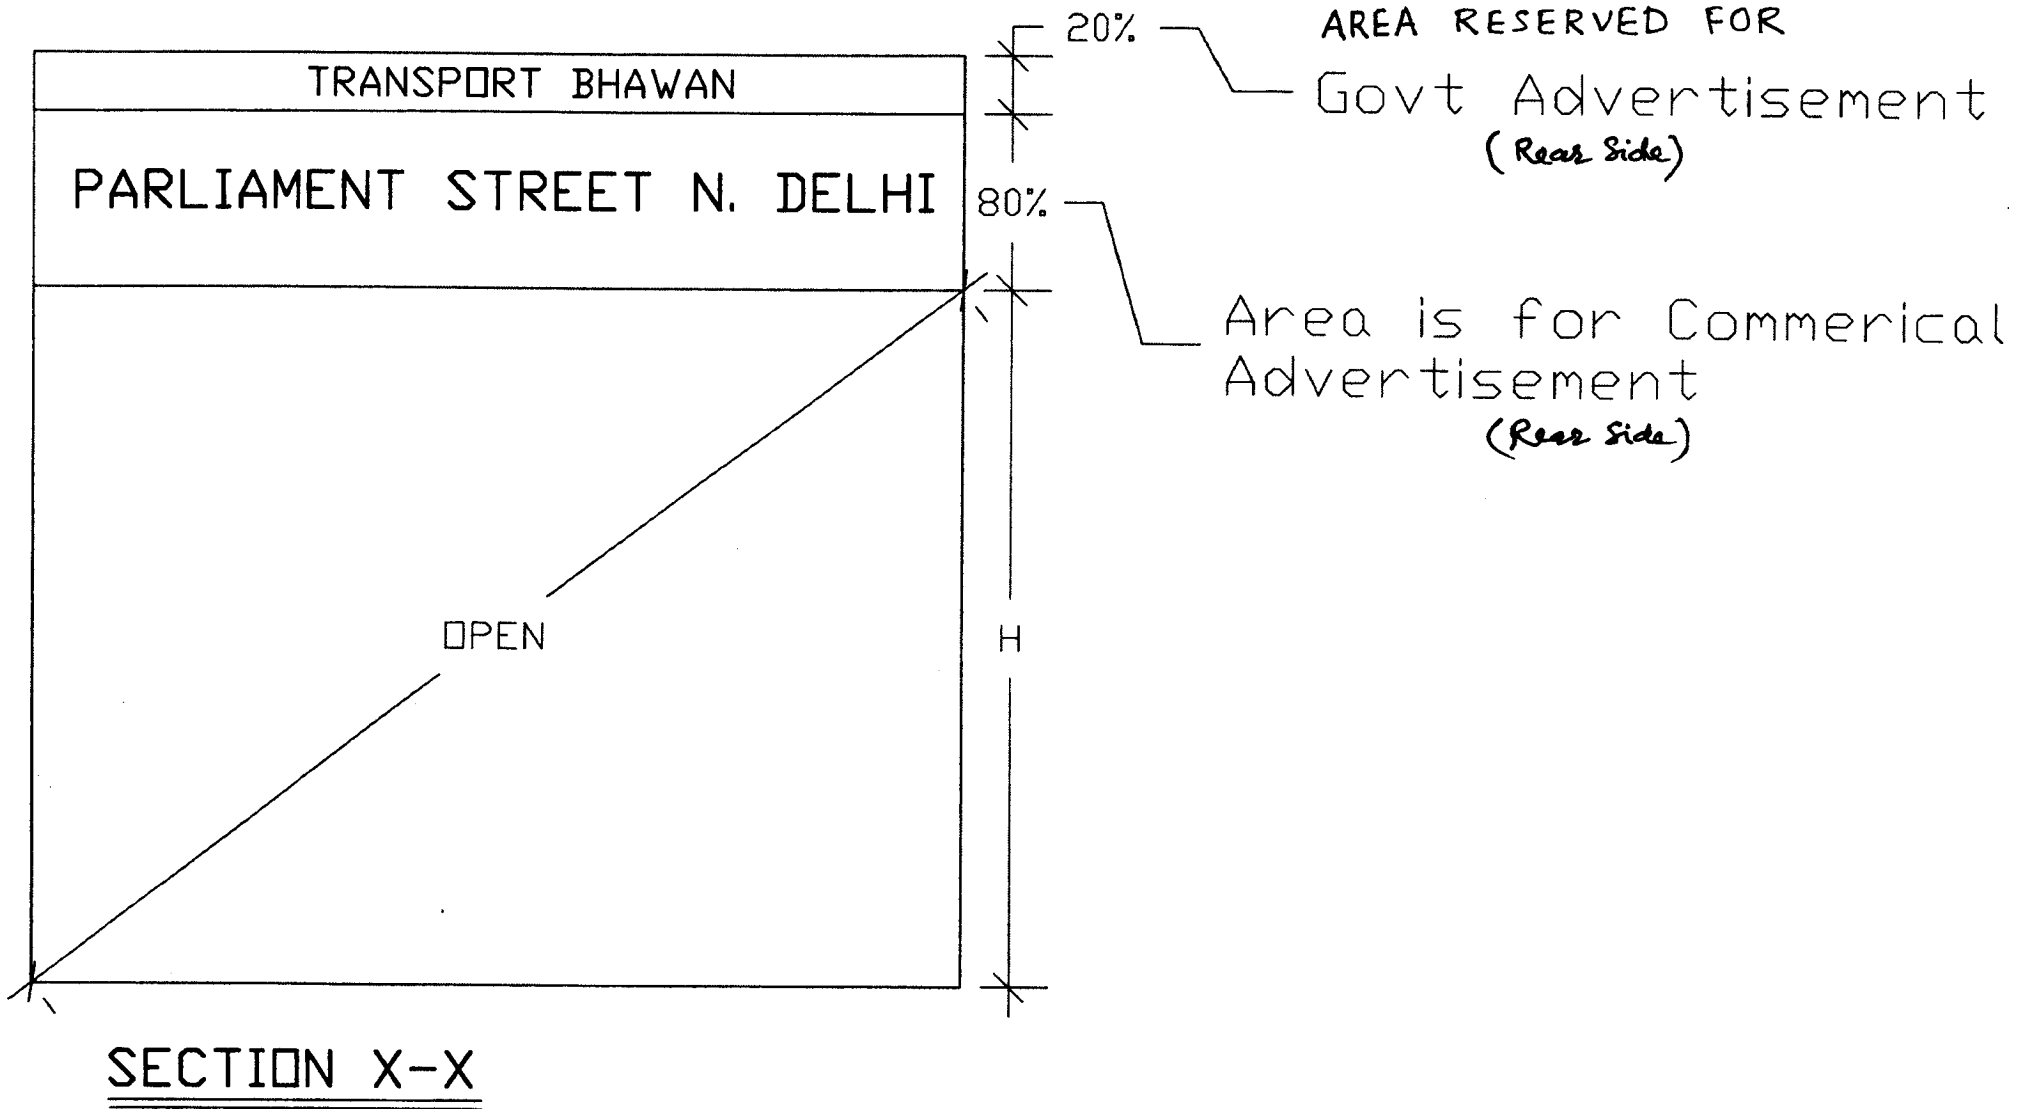 20% AREA RESERVED FOR
TRANSPORT BHAWAN
Govt Advertisement
(Rear Side)
PARLIAMENT STREET N. DELHI
80%
Area is for Commerical
Advertisement
(Rear Side)
OPEN
H
SECTION X-X